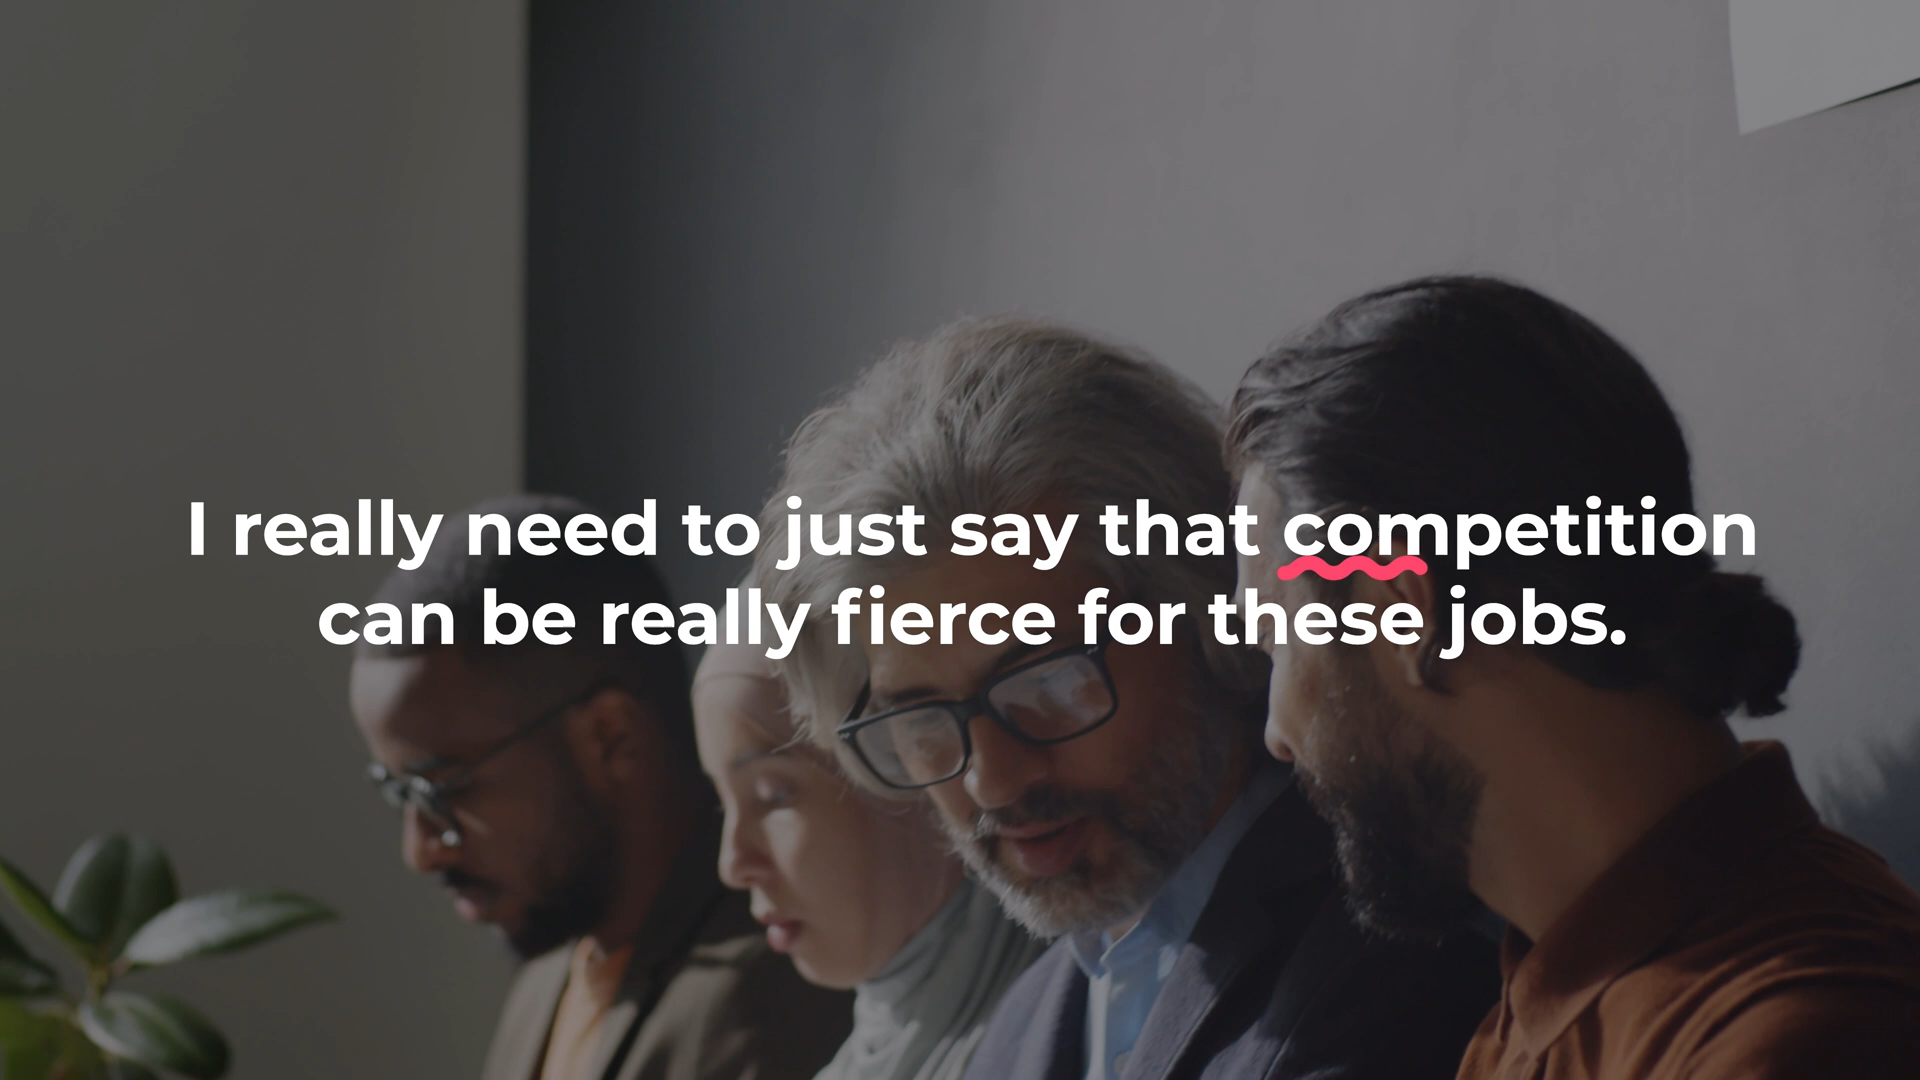 I really need to just say that competition
can be really fierce for these jobs.